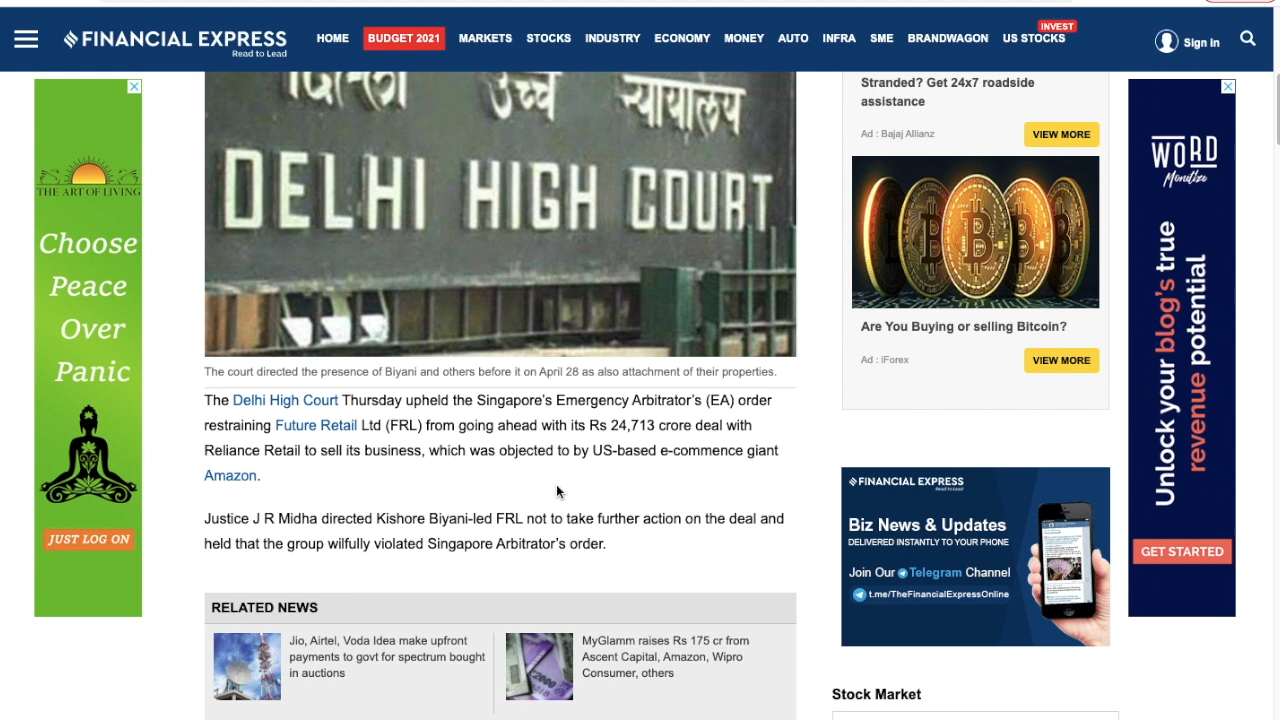 FINANCIAL EXPRESS
Read to Lead
HOME
BUDGET 2021
MARKETS
STOCKS
INDUSTRY
ECONOMY
MONEY
AUTO
INFRA
SME
BRANDWAGON
INVEST
US STOCKS
Sign in
THE ART OF LIVING
Choose
Peace
Over
Panic
JUST LOG ON
दिल्ली उच्च न्यायालय
DELHI HIGH COURT
The court directed the presence of Biyani and others before it on April 28 as also attachment of their properties.
The Delhi High Court Thursday upheld the Singapore's Emergency Arbitrator's (EA) order
restraining Future Retail Ltd (FRL) from going ahead with its Rs 24,713 crore deal with
Reliance Retail to sell its business, which was objected to by US-based e-commence giant
Amazon.
Justice J R Midha directed Kishore Biyani-led FRL not to take further action on the deal and
held that the group wilfully violated Singapore Arbitrator's order.
RELATED NEWS
Jio, Airtel, Voda Idea make upfront
payments to govt for spectrum bought
in auctions
MyGlamm raises Rs 175 cr from
Ascent Capital, Amazon, Wipro
Consumer, others
Stranded? Get 24x7 roadside
assistance
Ad : Bajaj Allianz
VIEW MORE
Are You Buying or selling Bitcoin?
Ad : iForex
VIEW MORE
FINANCIAL EXPRESS
Read to Lead
Biz News & Updates
DELIVERED INSTANTLY TO YOUR PHONE
Join Our Telegram Channel
t.me/TheFinancialExpressOnline
Stock Market
WORD
Monetize
Unlock your blog's true
revenue potential
GET STARTED